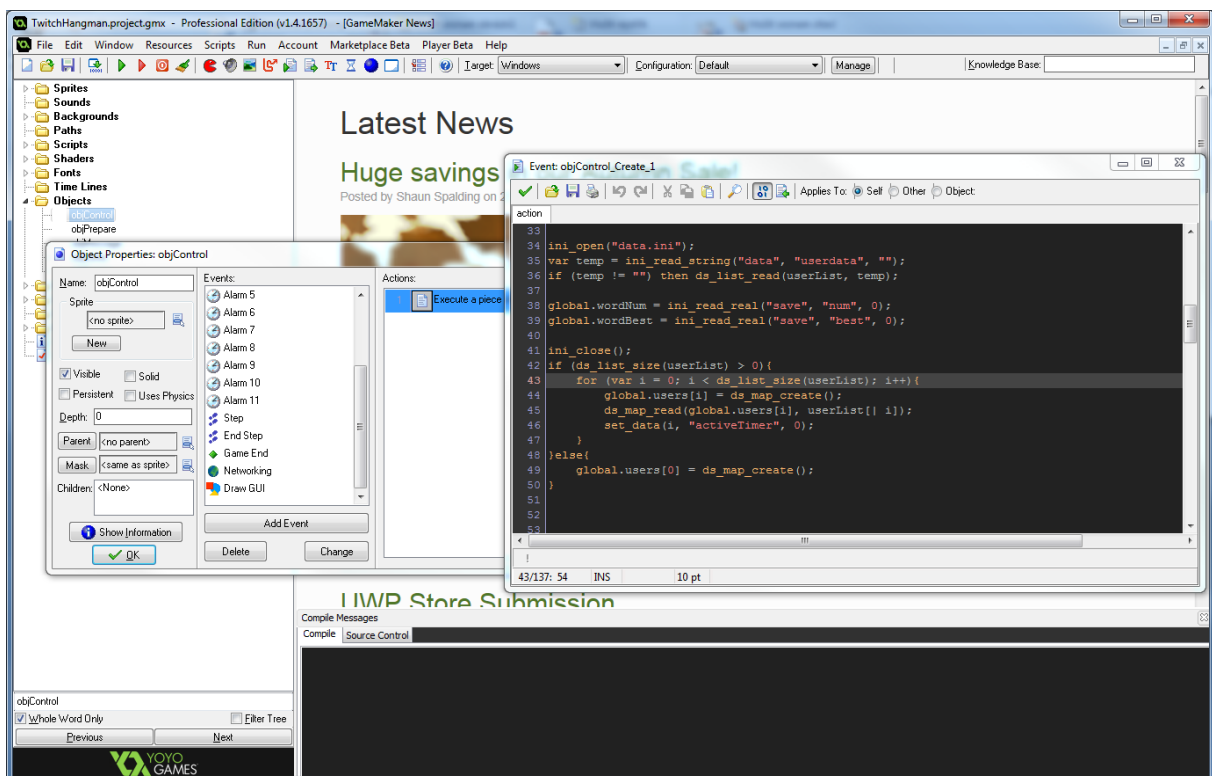 TwitchHangman.project.gmx - Professional Edition (v1.4.1657) - [GameMaker News]
File Edit Window Resources Scripts Run Account Marketplace Beta Player Beta Help
Target: Windows Configuration: Default Manage Knowledge Base:
Sprites
Sounds
Backgrounds
Paths
Scripts
Shaders
Fonts
Time Lines
Objects
objControl
objPrepare
Latest News
Huge savings
Sale!
Posted by Shaun Spalding on 2
Object Properties: objControl
Name: objControl
Sprite
<no sprite>
New
Visible Solid
Persistent Uses Physics
Depth: 0
Parent <no parent>
Mask <same as sprite>
Children: <None>
Show Information
OK
Events:
Alarm 5
Alarm 6
Alarm 7
Alarm 8
Alarm 9
Alarm 10
Alarm 11
Step
End Step
Game End
Networking
Draw GUI
Add Event
Delete Change
Actions:
Execute a piece
Event: objControl_Create_1
Applies To: Self Other Object:
action
33
34 ini_open("data.ini");
35 var temp = ini_read_string("data", "userdata", "");
36 if (temp != "") then ds_list_read(userList, temp);
37
38 global.wordNum = ini_read_real("save", "num", 0);
39 global.wordBest = ini_read_real("save", "best", 0);
40
41 ini_close();
42 if (ds_list_size(userList) > 0){
43 for (var i = 0; i < ds_list_size(userList); i++){
44 global.users[i] = ds_map_create();
45 ds_map_read(global.users[i], userList[| i]);
46 set_data(i, "activeTimer", 0);
47 }
48 }else{
49 global.users[0] = ds_map_create();
50 }
51
52
53
43/137: 54 INS 10 pt
UWP Store Submission
Compile Messages
Compile Source Control
objControl
Whole Word Only Filter Tree
Previous Next
YOYO
GAMES